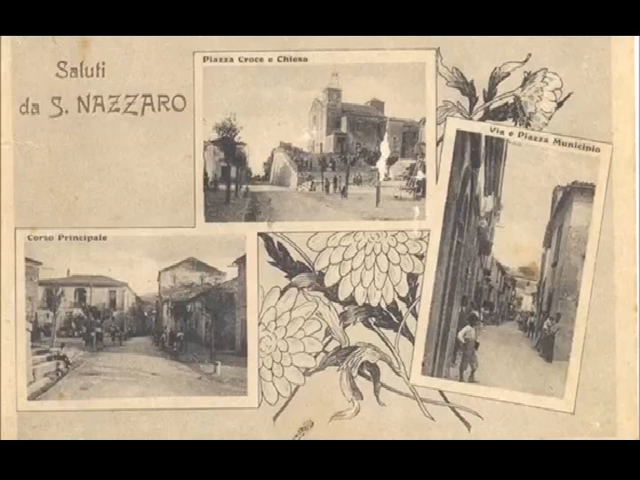 Saluti
da S. NAZZARO
Piazza Croce e Chiesa
Via e Piazza Municipio
Corso Principale